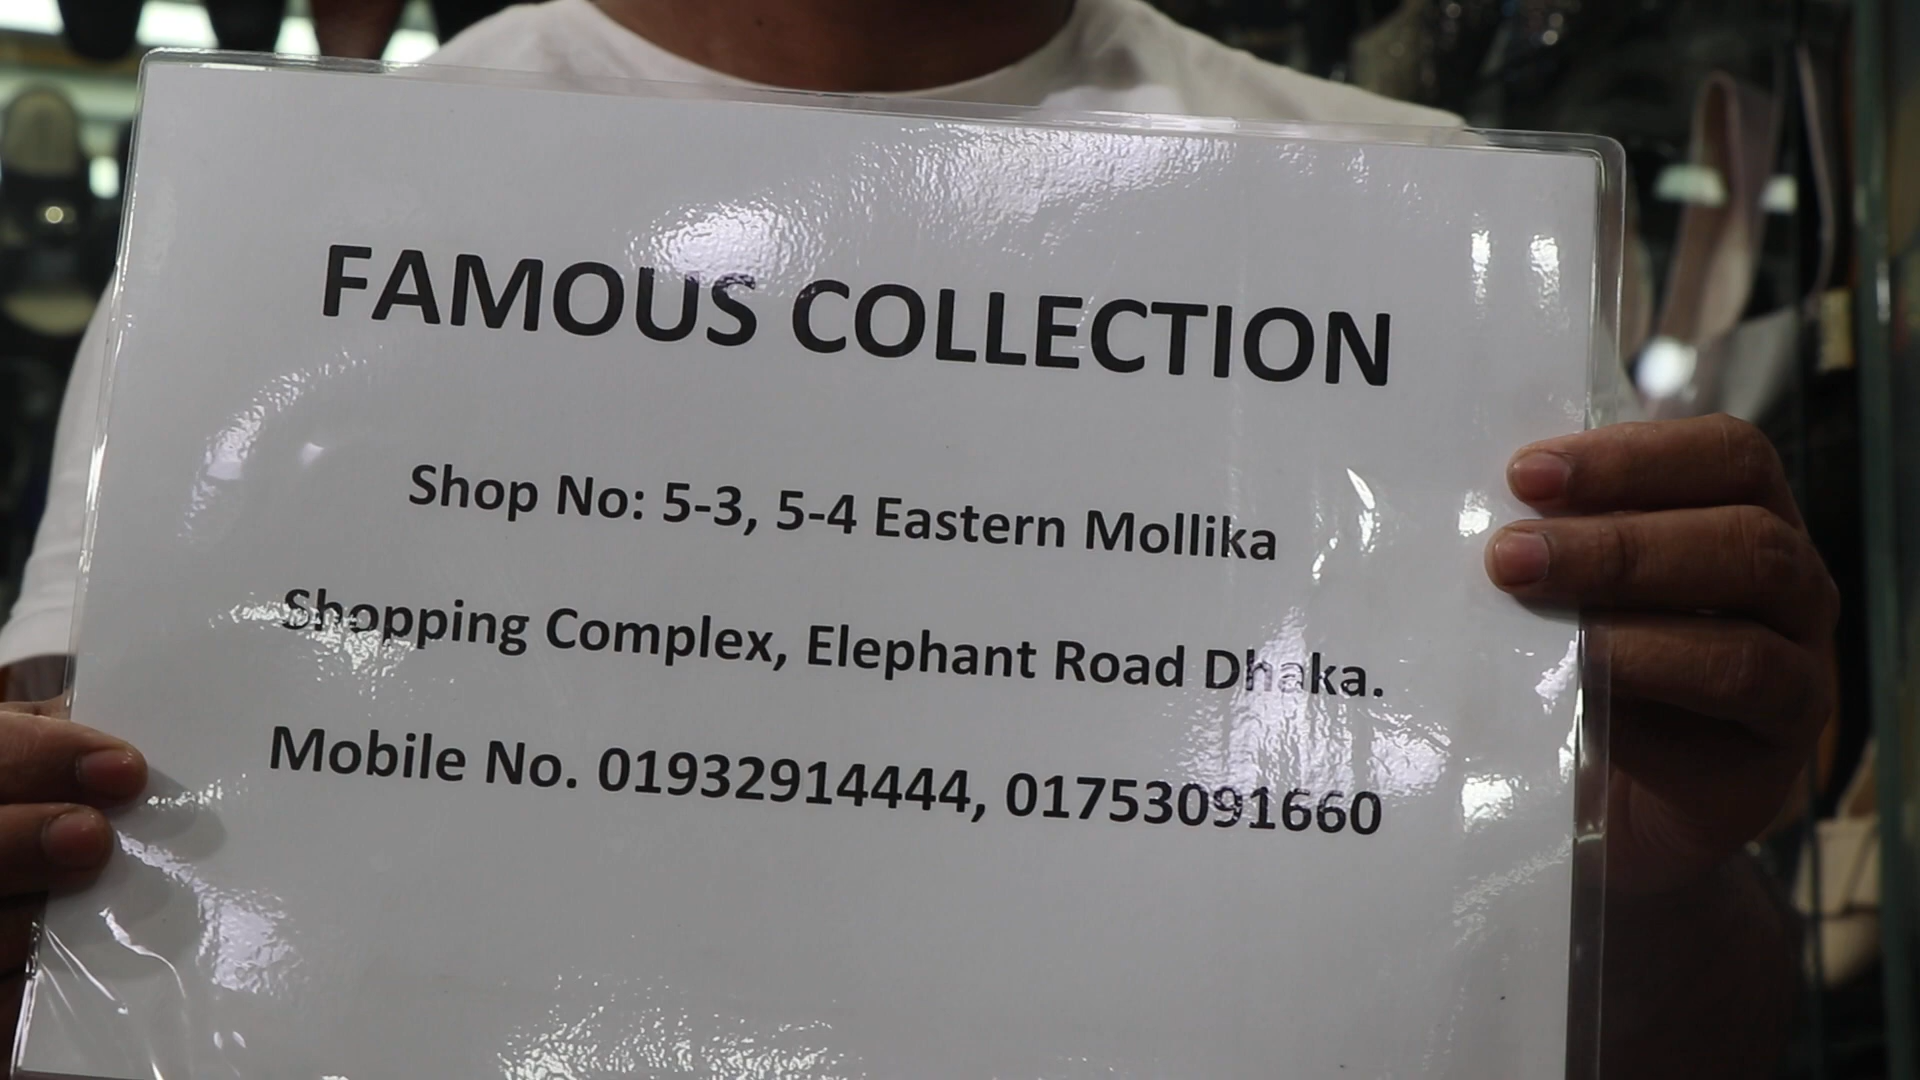 FAMOUS COLLECTION
Shop No: 5-3, 5-4 Eastern Mollika
Shopping Complex, Elephant Road Dhaka.
Mobile No. 01932914444, 01753091660